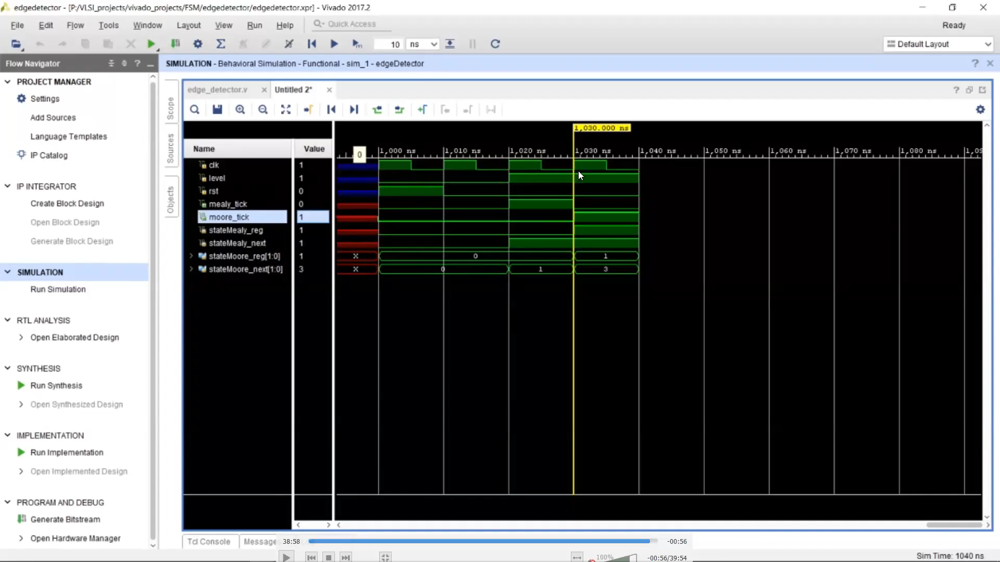 edgedetector - [P:/VLSI_projects/vivado_projects/FSM/edgedetector/edgedetector.xpr] - Vivado 2017.2
File Edit Flow Tools Window Layout View Run Help Quick Access Ready
10 ns Default Layout
Flow Navigator
SIMULATION - Behavioral Simulation - Functional - sim_1 - edgeDetector
PROJECT MANAGER
Settings
Add Sources
Language Templates
IP Catalog
IP INTEGRATOR
Create Block Design
Open Block Design
Generate Block Design
SIMULATION
Run Simulation
RTL ANALYSIS
Open Elaborated Design
SYNTHESIS
Run Synthesis
Open Synthesized Design
IMPLEMENTATION
Run Implementation
Open Implemented Design
PROGRAM AND DEBUG
Generate Bitstream
Open Hardware Manager
Scope
Sources
Objects
edge_detector.v Untitled 2*
1,030.000 ns
Name Value
0 1,000 ns 1,010 ns 1,020 ns 1,030 ns 1,040 ns 1,050 ns 1,060 ns 1,070 ns 1,080 ns 1,09
clk 1
level 1
rst 0
mealy_tick 0
moore_tick 1
stateMealy_reg 1
stateMealy_next 1
stateMoore_reg[1:0] 1 X 0 1
stateMoore_next[1:0] 3 X 0 1 3
Tcl Console Message
38:58 -00:56
100% -00:56/39:54
Sim Time: 1040 ns